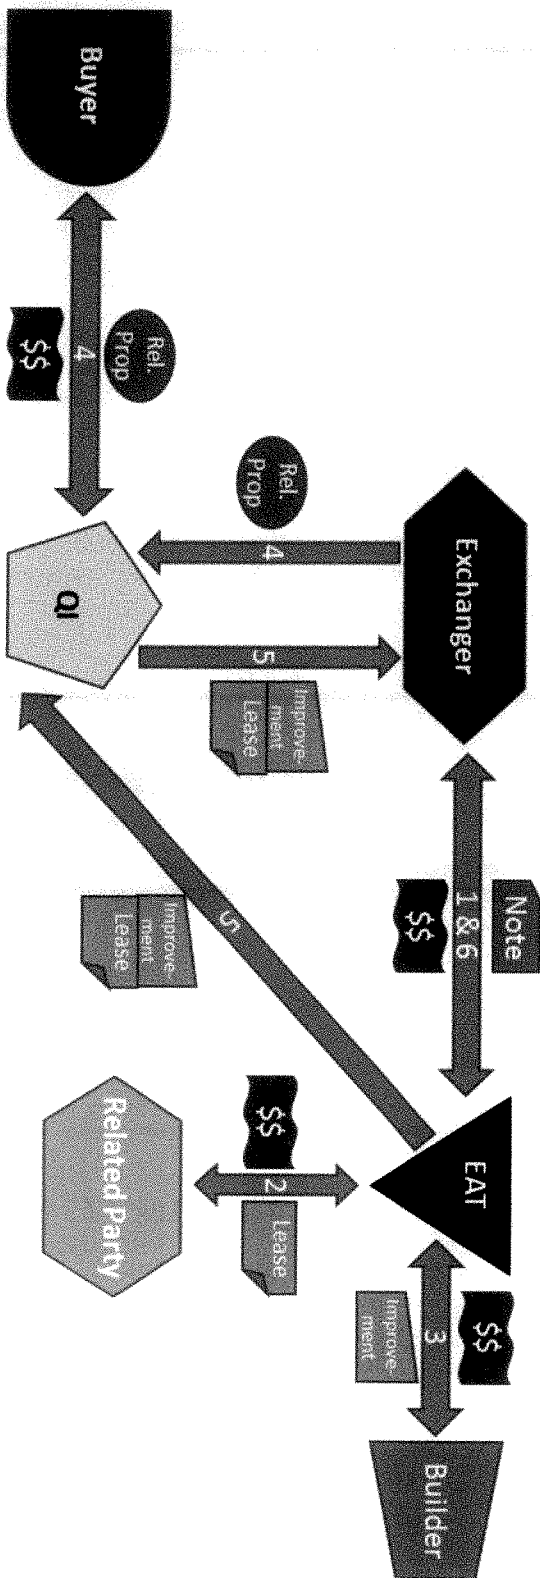 Exchanger
Note
1 & 6
$$
EAT
$$
3
Improve-
ment
Builder
Rel.
Prop
4
5
Improve-
ment
Lease
$$
2
Lease
Buyer
Rel.
Prop
4
$$
QI
5
Improve-
ment
Lease
Related Party